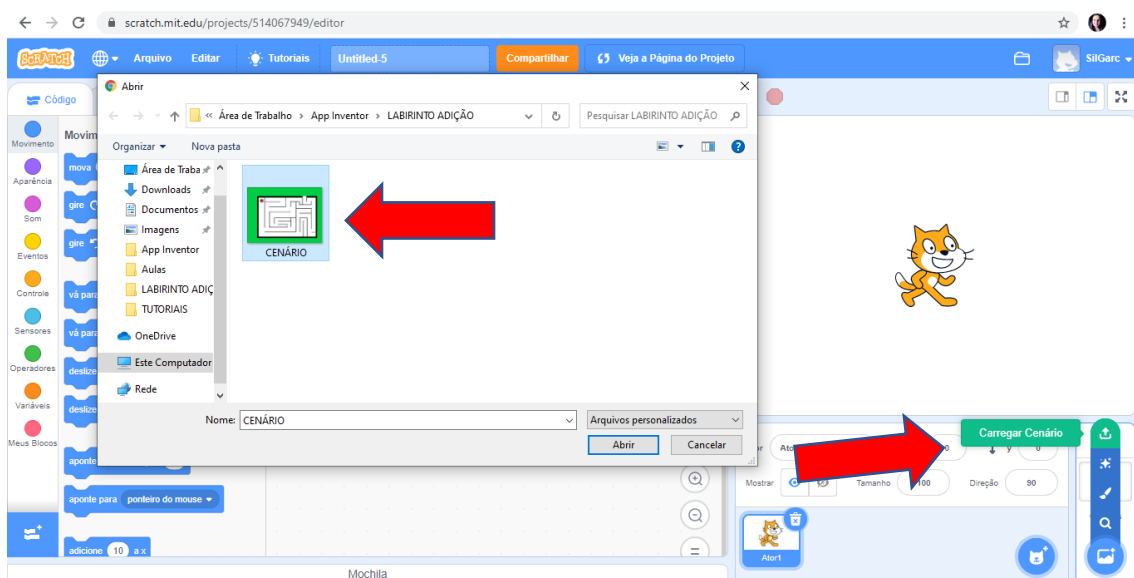 scratch.mit.edu/projects/514067949/editor
SCRATCH Arquivo Editar Tutoriais Untitled-5 Compartilhar Veja a Página do Projeto SilGarc
Abrir
Código
« Área de Trabalho › App Inventor › LABIRINTO ADIÇÃO
Pesquisar LABIRINTO ADIÇÃO
Organizar Nova pasta
Movimento
Aparência
Som
Eventos
Controle
Sensores
Operadores
Variáveis
Meus Blocos
Movim
mova
gire
gire
vá para
vá para
deslize
deslize
aponte
aponte para ponteiro do mouse
adicione 10 a x
Área de Traba
Downloads
Documentos
Imagens
App Inventor
Aulas
LABIRINTO ADIÇ
TUTORIAIS
OneDrive
Este Computador
Rede
CENÁRIO
Nome: CENÁRIO
Arquivos personalizados
Abrir Cancelar
Carregar Cenário
Ato
y 0
Mostrar Tamanho 100 Direção 90
Ator1
Mochila